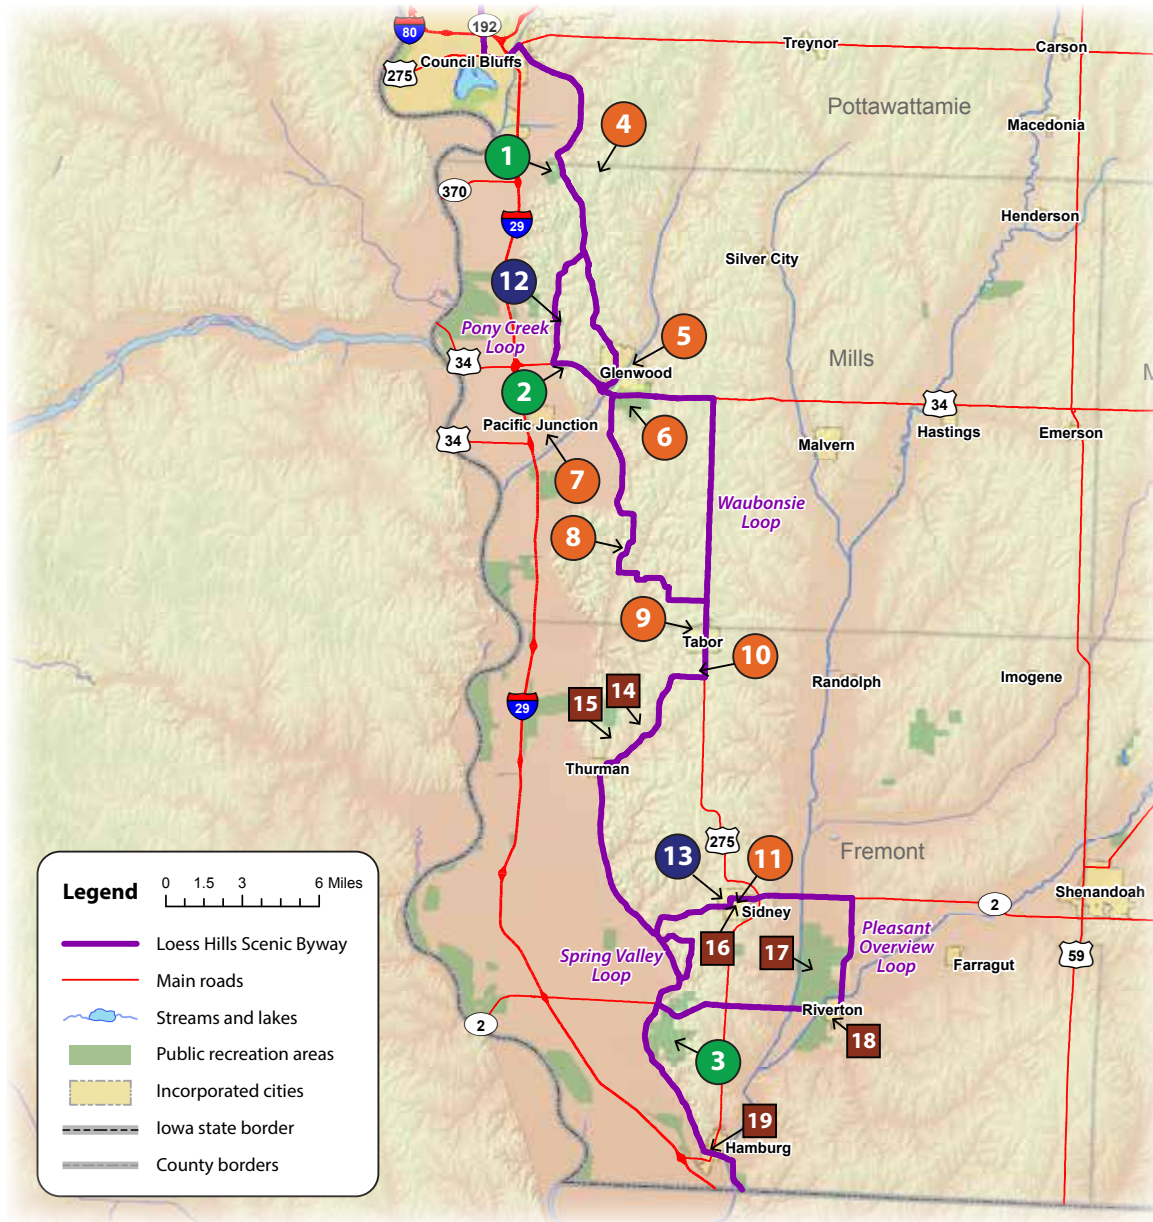 80
192
Treynor
Carson
275
Council Bluffs
Pottawattamie
4
Macedonia
1
370
Henderson
29
Silver City
12
Pony Creek
Loop
5
34
Mills
Glenwood
M
2
34
Pacific Junction
6
Hastings
Emerson
34
Malvern
7
Waubonsie
Loop
8
9
Tabor
10
Randolph
Imogene
15
14
29
Thurman
275
13
11
Fremont
Shenandoah
2
Sidney
16
Pleasant
Overview
Loop
17
Spring Valley
Loop
Farragut
59
Riverton
2
18
3
19
Hamburg
Legend
0 1.5 3 6 Miles
Loess Hills Scenic Byway
Main roads
Streams and lakes
Public recreation areas
Incorporated cities
Iowa state border
County borders